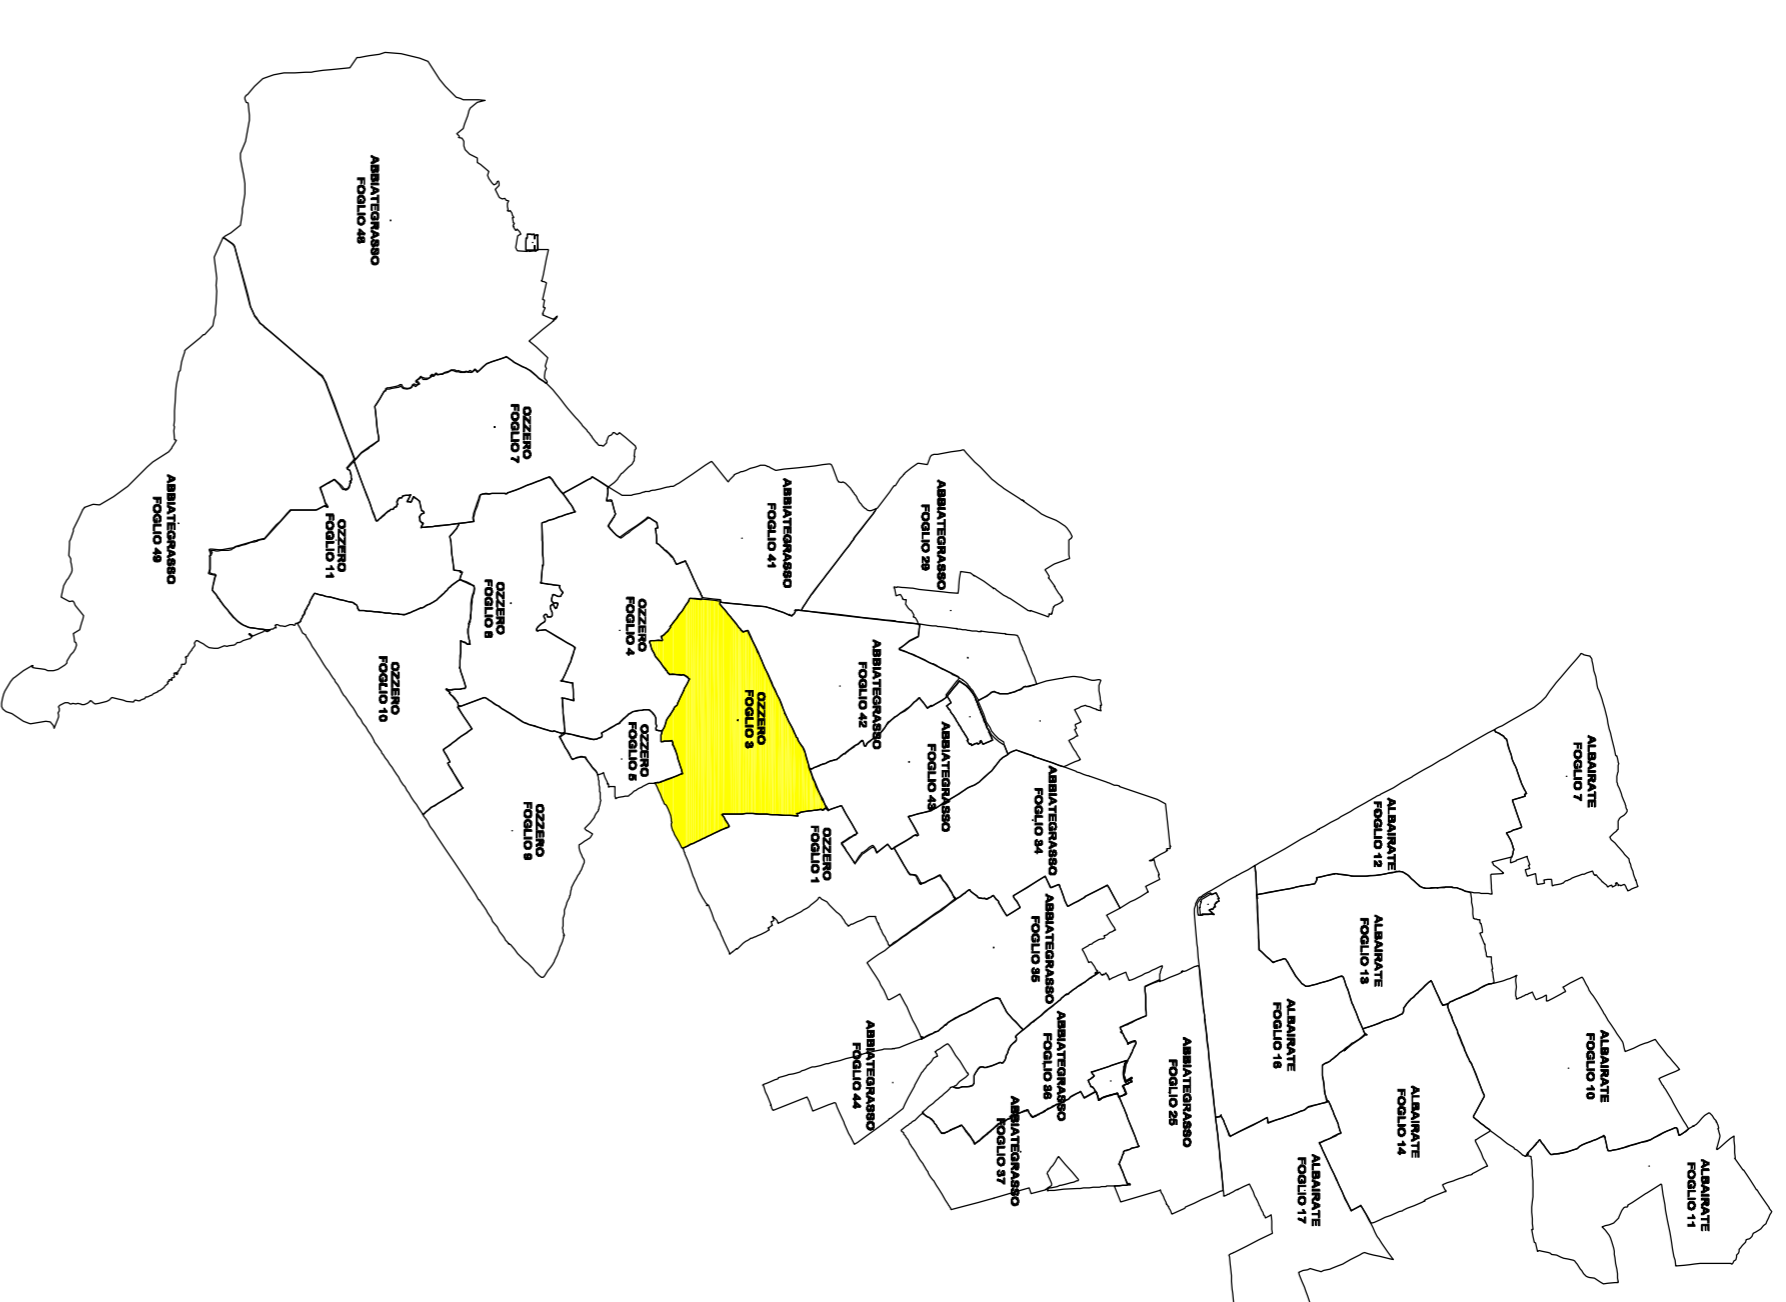 ABBIATEGRASSO
FOGLIO 48
OZZERO
FOGLIO 7
ABBIATEGRASSO
FOGLIO 49
OZZERO
FOGLIO 11
ABBIATEGRASSO
FOGLIO 41
ABBIATEGRASSO
FOGLIO 29
OZZERO
FOGLIO 8
OZZERO
FOGLIO 4
OZZERO
FOGLIO 10
OZZERO
FOGLIO 5
OZZERO
FOGLIO 3
ABBIATEGRASSO
FOGLIO 42
ABBIATEGRASSO
FOGLIO 43
OZZERO
FOGLIO 9
OZZERO
FOGLIO 1
ABBIATEGRASSO
FOGLIO 34
ABBIATEGRASSO
FOGLIO 35
ALBAIRATE
FOGLIO 7
ALBAIRATE
FOGLIO 12
ALBAIRATE
FOGLIO 13
ALBAIRATE
FOGLIO 16
ABBIATEGRASSO
FOGLIO 44
ABBIATEGRASSO
FOGLIO 36
ABBIATEGRASSO
FOGLIO 37
ABBIATEGRASSO
FOGLIO 25
ALBAIRATE
FOGLIO 10
ALBAIRATE
FOGLIO 14
ALBAIRATE
FOGLIO 17
ALBAIRATE
FOGLIO 11